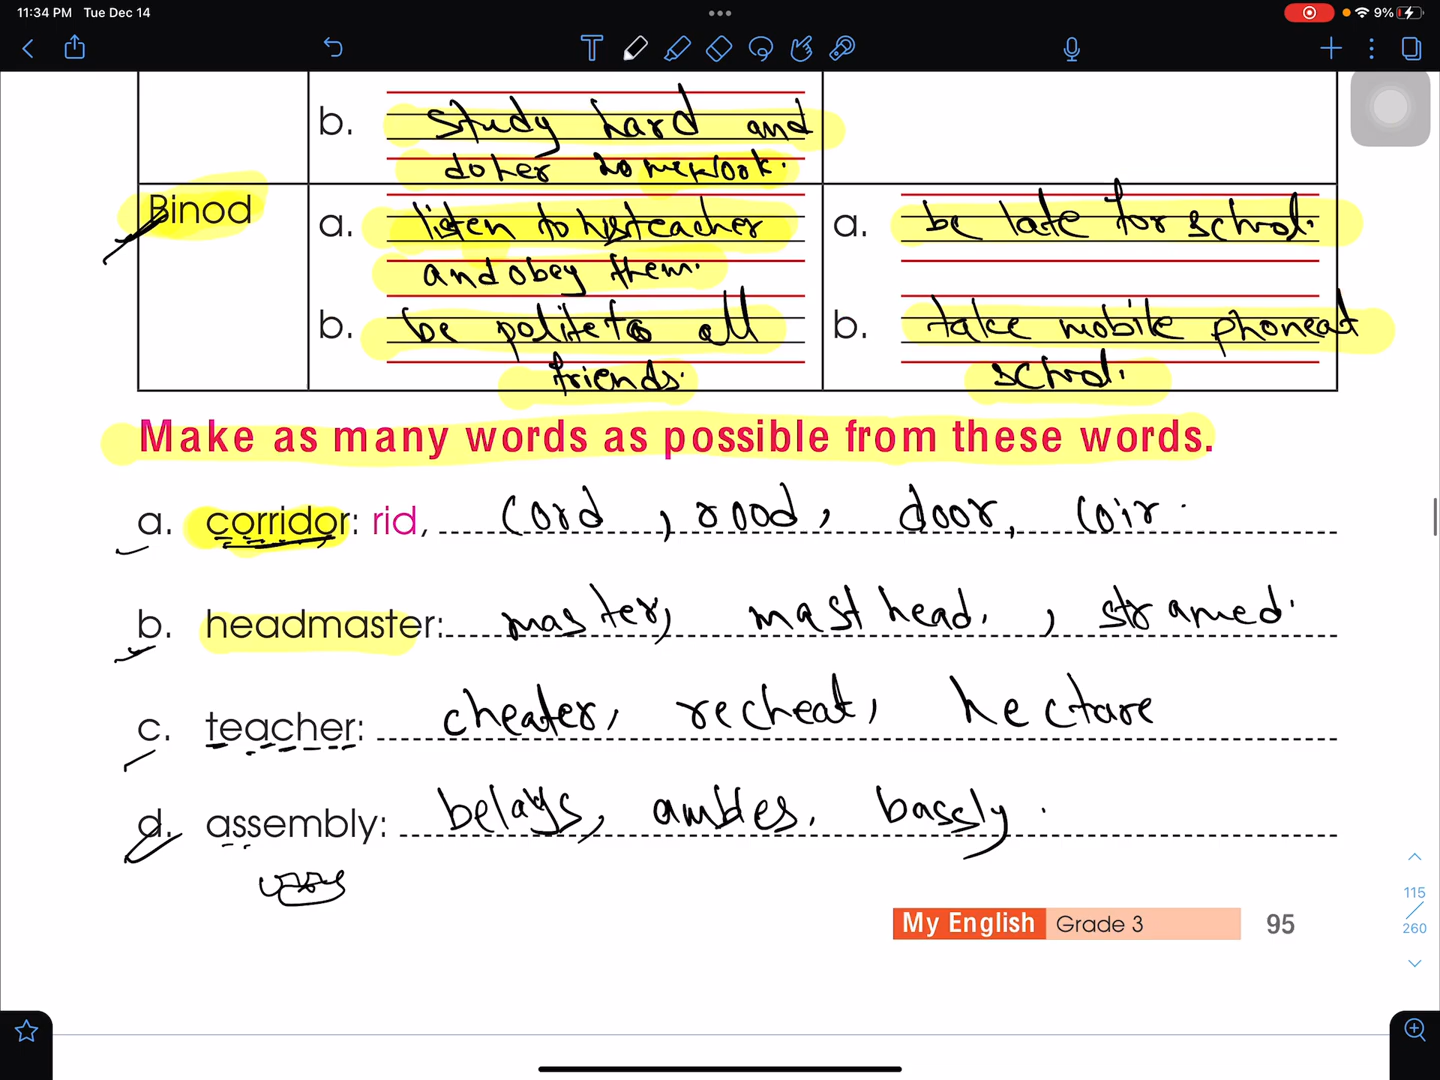 11:34 PM Tue Dec 14
9%
b. study hard and
do her homework.
Binod a. listen to his teacher a. be late for school.
and obey them.
b. be polite to all b. take mobile phone at
friends. school.
Make as many words as possible from these words.
a. corridor: rid, cord, rood, door, coir.
b. headmaster: master, masthead, stramed.
c. teacher: cheater, recheat, hectare
d. assembly: belays, ambles, bassly.
My English Grade 3 95
115
260